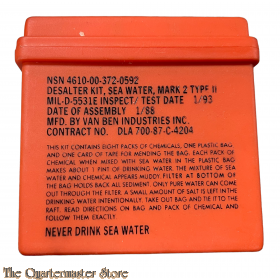 NSN 4610-00-372-0592
DESALTER KIT, SEA WATER, MARK 2 TYPE II
MIL-D-5531E INSPECT/ TEST DATE 1/93
DATE OF ASSEMBLY 1/88
MFD. BY VAN BEN INDUSTRIES INC.
CONTRACT NO. DLA 700-87-C-4204
THIS KIT CONTAINS EIGHT PACKS OF CHEMICALS, ONE PLASTIC BAG
AND ONE CARD OF TAPE FOR MENDING THE BAG. EACH PACK OF
CHEMICAL WHEN MIXED WITH SEA WATER IN THE PLASTIC BAG
MAKES ABOUT 1 PINT OF DRINKING WATER. THE MIXTURE OF SEA
WATER AND CHEMICAL APPEARS MUDDY. FILTER AT BOTTOM OF
THE BAG HOLDS BACK ALL SEDIMENT. ONLY PURE WATER CAN COME
THROUGH THE FILTER. A SMALL AMOUNT OF SALT IS LEFT IN THE
DRINKING WATER INTENTIONALLY. TAKE OUT BAG AND TIE IT TO THE
RAFT. READ DIRECTIONS ON BAG AND PACK OF CHEMICAL AND
FOLLOW THEM EXACTLY.
NEVER DRINK SEA WATER
The Quartermaster Store